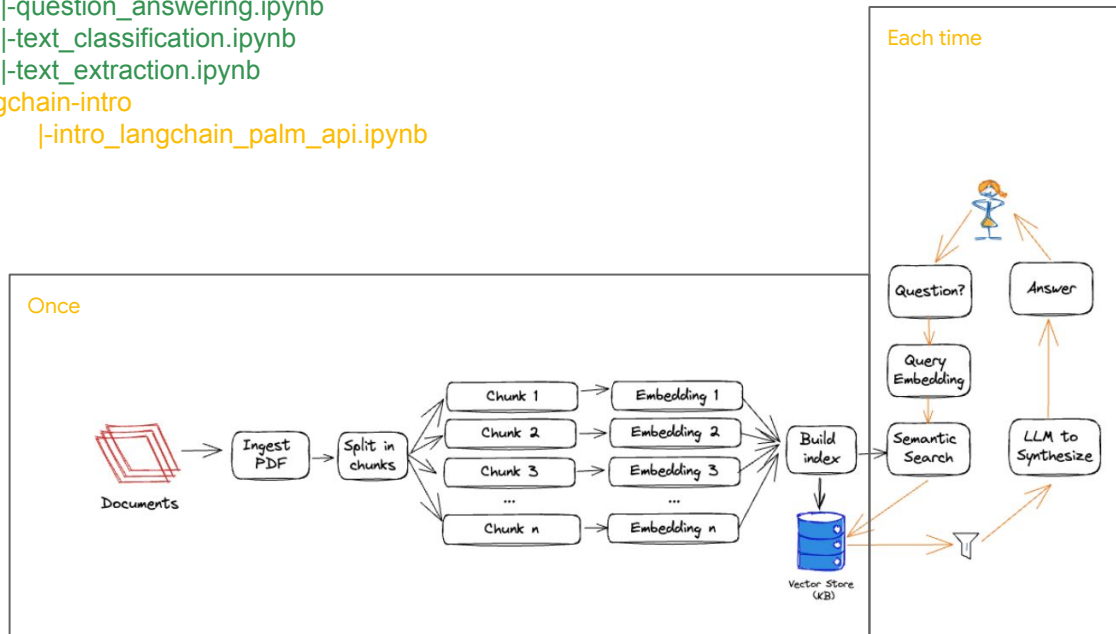 |-question_answering.ipynb
|-text_classification.ipynb
|-text_extraction.ipynb
gchain-intro
|-intro_langchain_palm_api.ipynb
Each time
Question?
Answer
Query
Embedding
Semantic
Search
LLM to
Synthesize
Once
Documents
Ingest
PDF
Split in
chunks
Chunk 1
Embedding 1
Chunk 2
Embedding 2
Chunk 3
Embedding 3
...
...
Chunk n
Embedding n
Build
index
Vector Store
(KB)